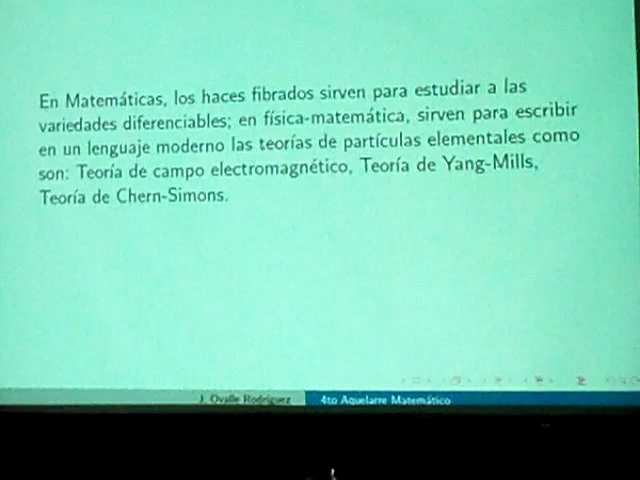 En Matemáticas, los haces fibrados sirven para estudiar a las
variedades diferenciables; en física-matemática, sirven para escribir
en un lenguaje moderno las teorías de partículas elementales como
son: Teoría de campo electromagnético, Teoría de Yang-Mills,
Teoría de Chern-Simons.
J. Ovalle Rodríguez 4to Aquelarre Matemático